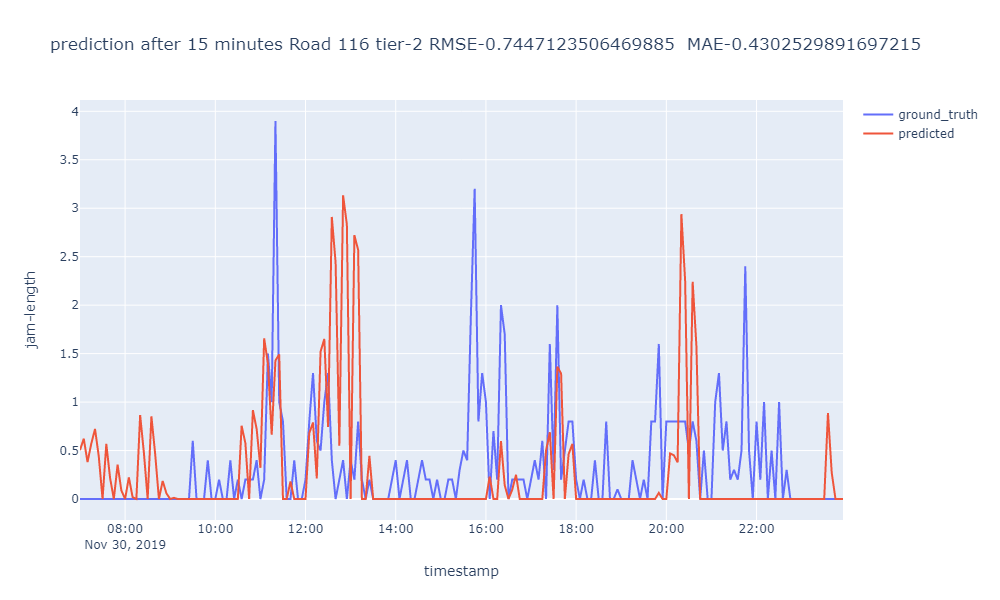 prediction after 15 minutes Road 116 tier-2 RMSE-0.7447123506469885 MAE-0.4302529891697215
ground_truth
predicted
4
3.5
3
2.5
2
1.5
1
0.5
0
jam-length
08:00 10:00 12:00 14:00 16:00 18:00 20:00 22:00
Nov 30, 2019
timestamp